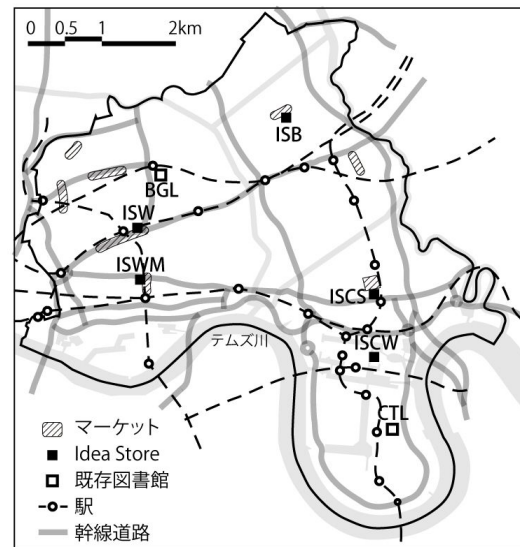 0 0.5 1 2km
ISB
BGL
ISW
ISWM
ISCS
テムズ川
ISCW
CTL
マーケット
Idea Store
既存図書館
駅
幹線道路